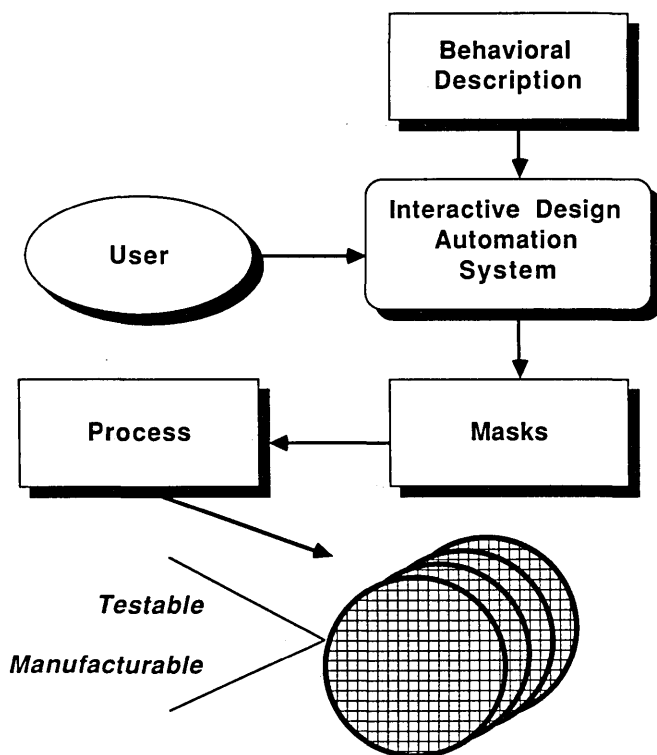 Behavioral
Description
Interactive Design
Automation
System
User
Process
Masks
Testable
Manufacturable